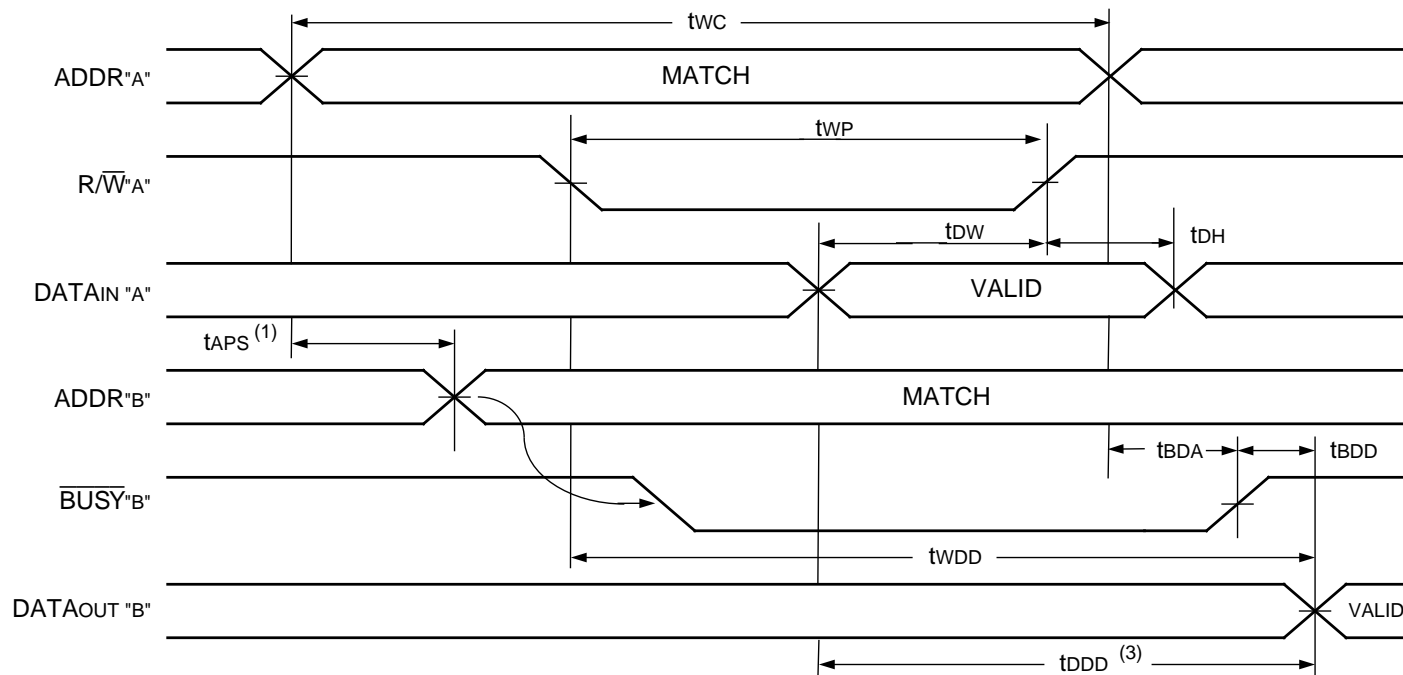 tWC
ADDR"A"
MATCH
tWP
R/W̅"A"
tDW
tDH
DATAIN "A"
VALID
tAPS (1)
ADDR"B"
MATCH
tBDA
tBDD
B̅U̅S̅Y̅"B"
tWDD
DATAOUT "B"
VALID
tDDD (3)